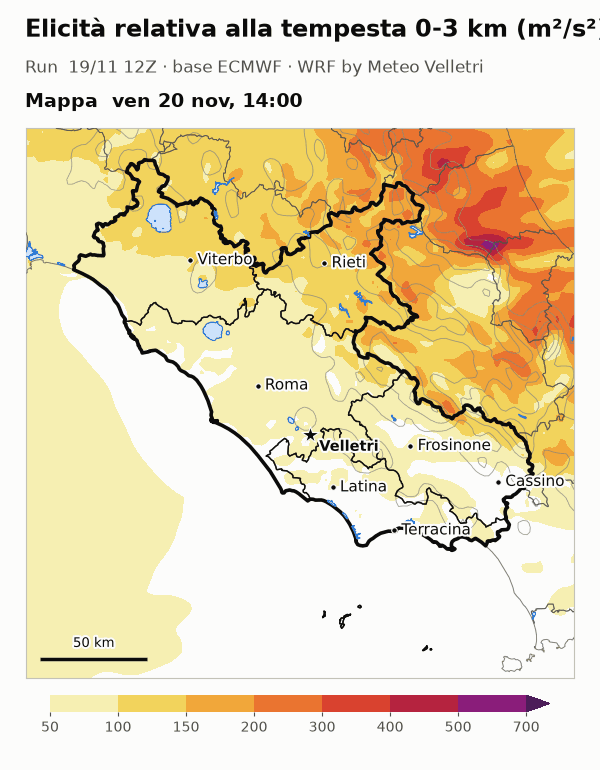 Elicità relativa alla tempesta 0-3 km (m²/s²)
Run 19/11 12Z · base ECMWF · WRF by Meteo Velletri
Mappa ven 20 nov, 14:00
Viterbo
Rieti
Roma
Velletri
Frosinone
Latina
Cassino
Terracina
50 km
50 100 150 200 300 400 500 700